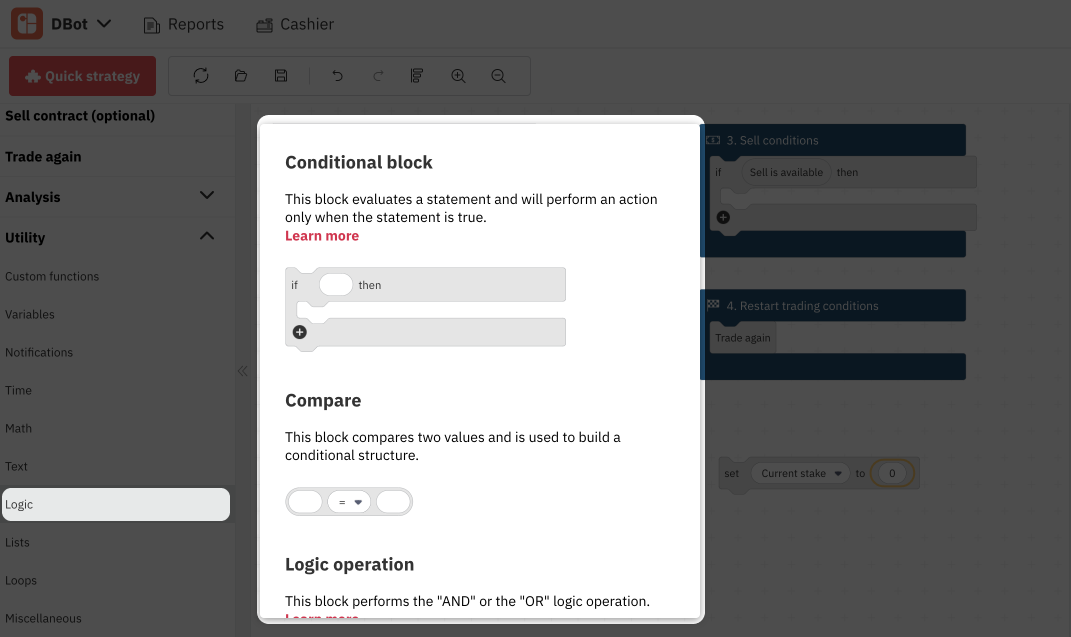 DBot
Reports
Cashier
Quick strategy
Sell contract (optional)
Trade again
Analysis
Utility
Custom functions
Variables
Notifications
Time
Math
Text
Logic
Lists
Loops
Miscellaneous
Conditional block
This block evaluates a statement and will perform an action
only when the statement is true.
Learn more
if then
Compare
This block compares two values and is used to build a
conditional structure.
=
Logic operation
This block performs the "AND" or the "OR" logic operation.
Learn more
3. Sell conditions
if Sell is available then
4. Restart trading conditions
Trade again
set Current stake to 0